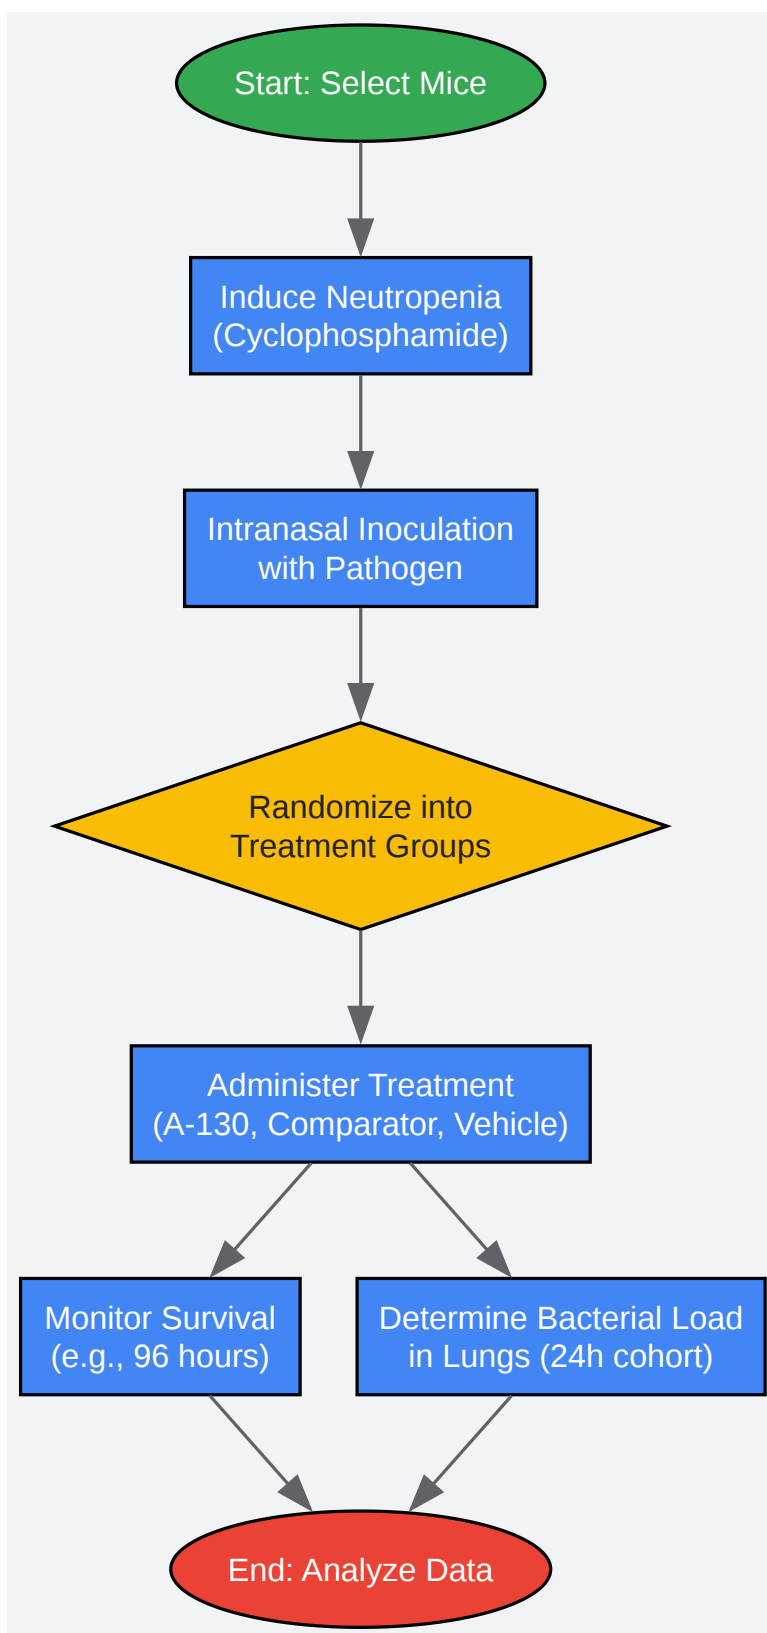 Start: Select Mice
Induce Neutropenia
(Cyclophosphamide)
Intranasal Inoculation
with Pathogen
Randomize into
Treatment Groups
Administer Treatment
(A-130, Comparator, Vehicle)
Monitor Survival
(e.g., 96 hours)
Determine Bacterial Load
in Lungs (24h cohort)
End: Analyze Data